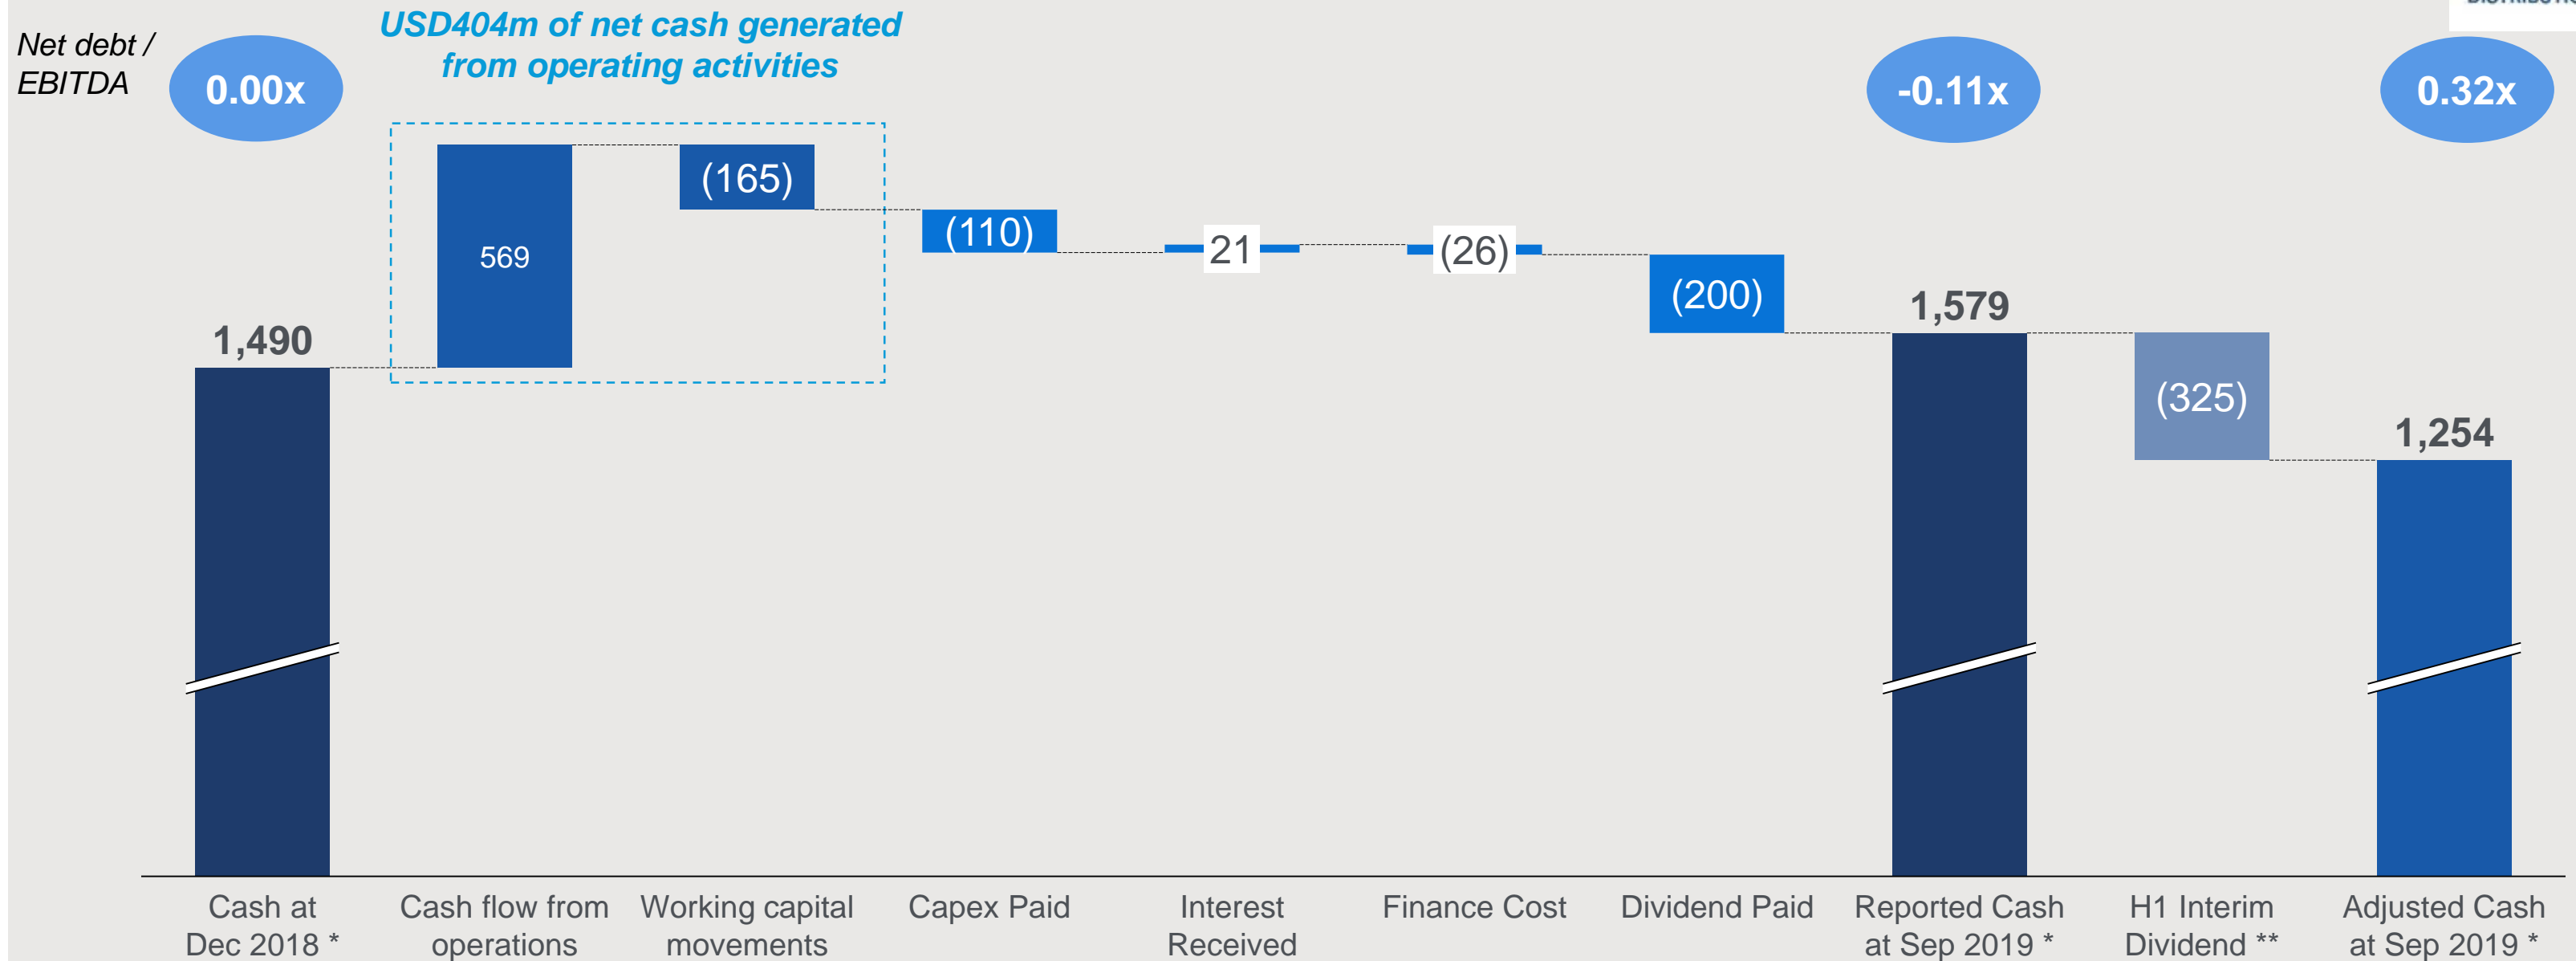 USD404m of net cash generated
from operating activities
Net debt /
EBITDA
0.00x
-0.11x
0.32x
1,490
569
(165)
(110)
21
(26)
(200)
1,579
(325)
1,254
Cash at
Dec 2018 *
Cash flow from
operations
Working capital
movements
Capex Paid
Interest
Received
Finance Cost
Dividend Paid
Reported Cash
at Sep 2019 *
H1 Interim
Dividend **
Adjusted Cash
at Sep 2019 *